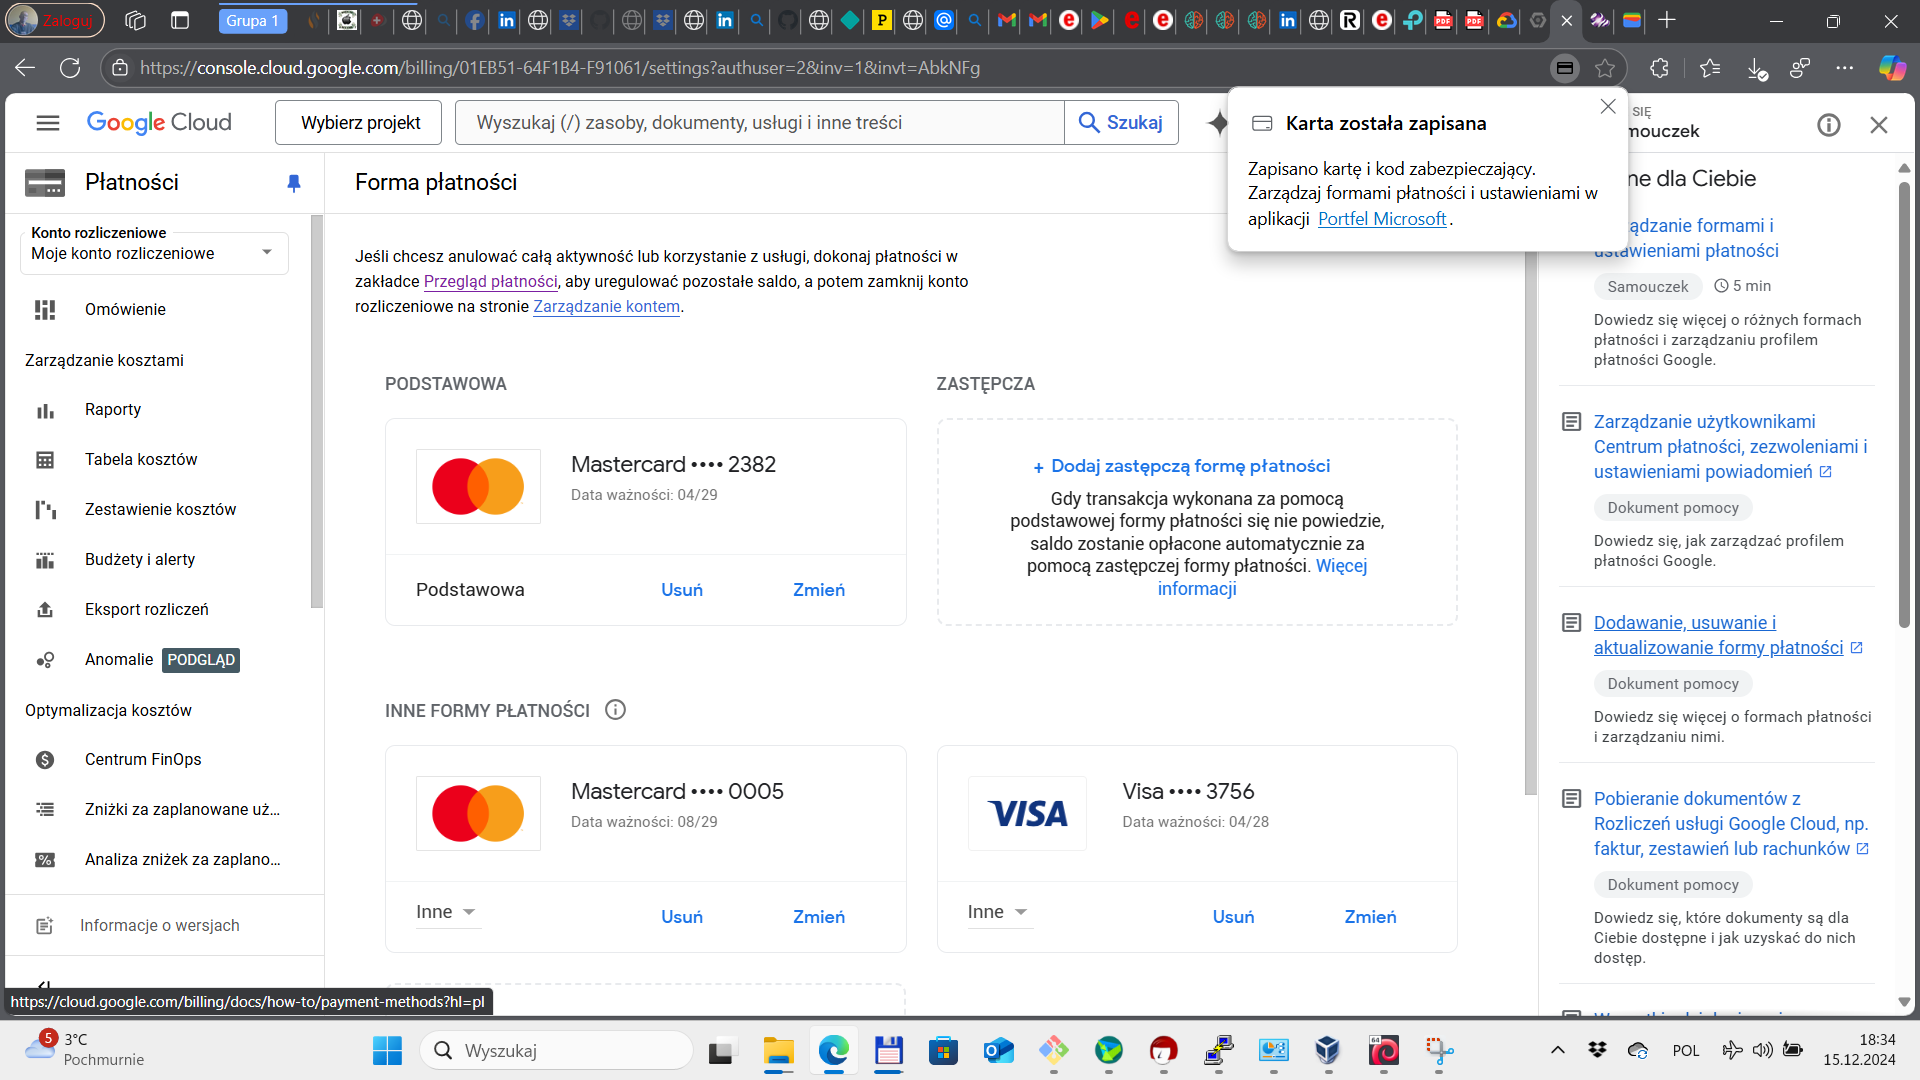 Zaloguj
Grupa 1
https://console.cloud.google.com/billing/01EB51-64F1B4-F91061/settings?authuser=2&inv=1&invt=AbkNFg
Google Cloud
Wybierz projekt
Wyszukaj (/) zasoby, dokumenty, usługi i inne treści
Szukaj
Karta została zapisana
Zapisano kartę i kod zabezpieczający.
Zarządzaj formami płatności i ustawieniami w
aplikacji Portfel Microsoft.
SIĘ
mouczek
Płatności
Konto rozliczeniowe
Moje konto rozliczeniowe
Omówienie
Zarządzanie kosztami
Raporty
Tabela kosztów
Zestawienie kosztów
Budżety i alerty
Eksport rozliczeń
Anomalie PODGLĄD
Optymalizacja kosztów
Centrum FinOps
Zniżki za zaplanowane uż...
Analiza zniżek za zaplano...
Informacje o wersjach
https://cloud.google.com/billing/docs/how-to/payment-methods?hl=pl
Forma płatności
Jeśli chcesz anulować całą aktywność lub korzystanie z usługi, dokonaj płatności w
zakładce Przegląd płatności, aby uregulować pozostałe saldo, a potem zamknij konto
rozliczeniowe na stronie Zarządzanie kontem.
PODSTAWOWA
Mastercard •••• 2382
Data ważności: 04/29
Podstawowa
Usuń
Zmień
ZASTĘPCZA
+ Dodaj zastępczą formę płatności
Gdy transakcja wykonana za pomocą
podstawowej formy płatności się nie powiedzie,
saldo zostanie opłacone automatycznie za
pomocą zastępczej formy płatności. Więcej
informacji
INNE FORMY PŁATNOŚCI
Mastercard •••• 0005
Data ważności: 08/29
Inne
Usuń
Zmień
VISA
Visa •••• 3756
Data ważności: 04/28
Inne
Usuń
Zmień
ne dla Ciebie
ądzanie formami i
ustawieniami płatności
Samouczek
5 min
Dowiedz się więcej o różnych formach
płatności i zarządzaniu profilem
płatności Google.
Zarządzanie użytkownikami
Centrum płatności, zezwoleniami i
ustawieniami powiadomień
Dokument pomocy
Dowiedz się, jak zarządzać profilem
płatności Google.
Dodawanie, usuwanie i
aktualizowanie formy płatności
Dokument pomocy
Dowiedz się więcej o formach płatności
i zarządzaniu nimi.
Pobieranie dokumentów z
Rozliczeń usługi Google Cloud, np.
faktur, zestawień lub rachunków
Dokument pomocy
Dowiedz się, które dokumenty są dla
Ciebie dostępne i jak uzyskać do nich
dostęp.
5
3°C
Pochmurnie
Wyszukaj
POL
18:34
15.12.2024